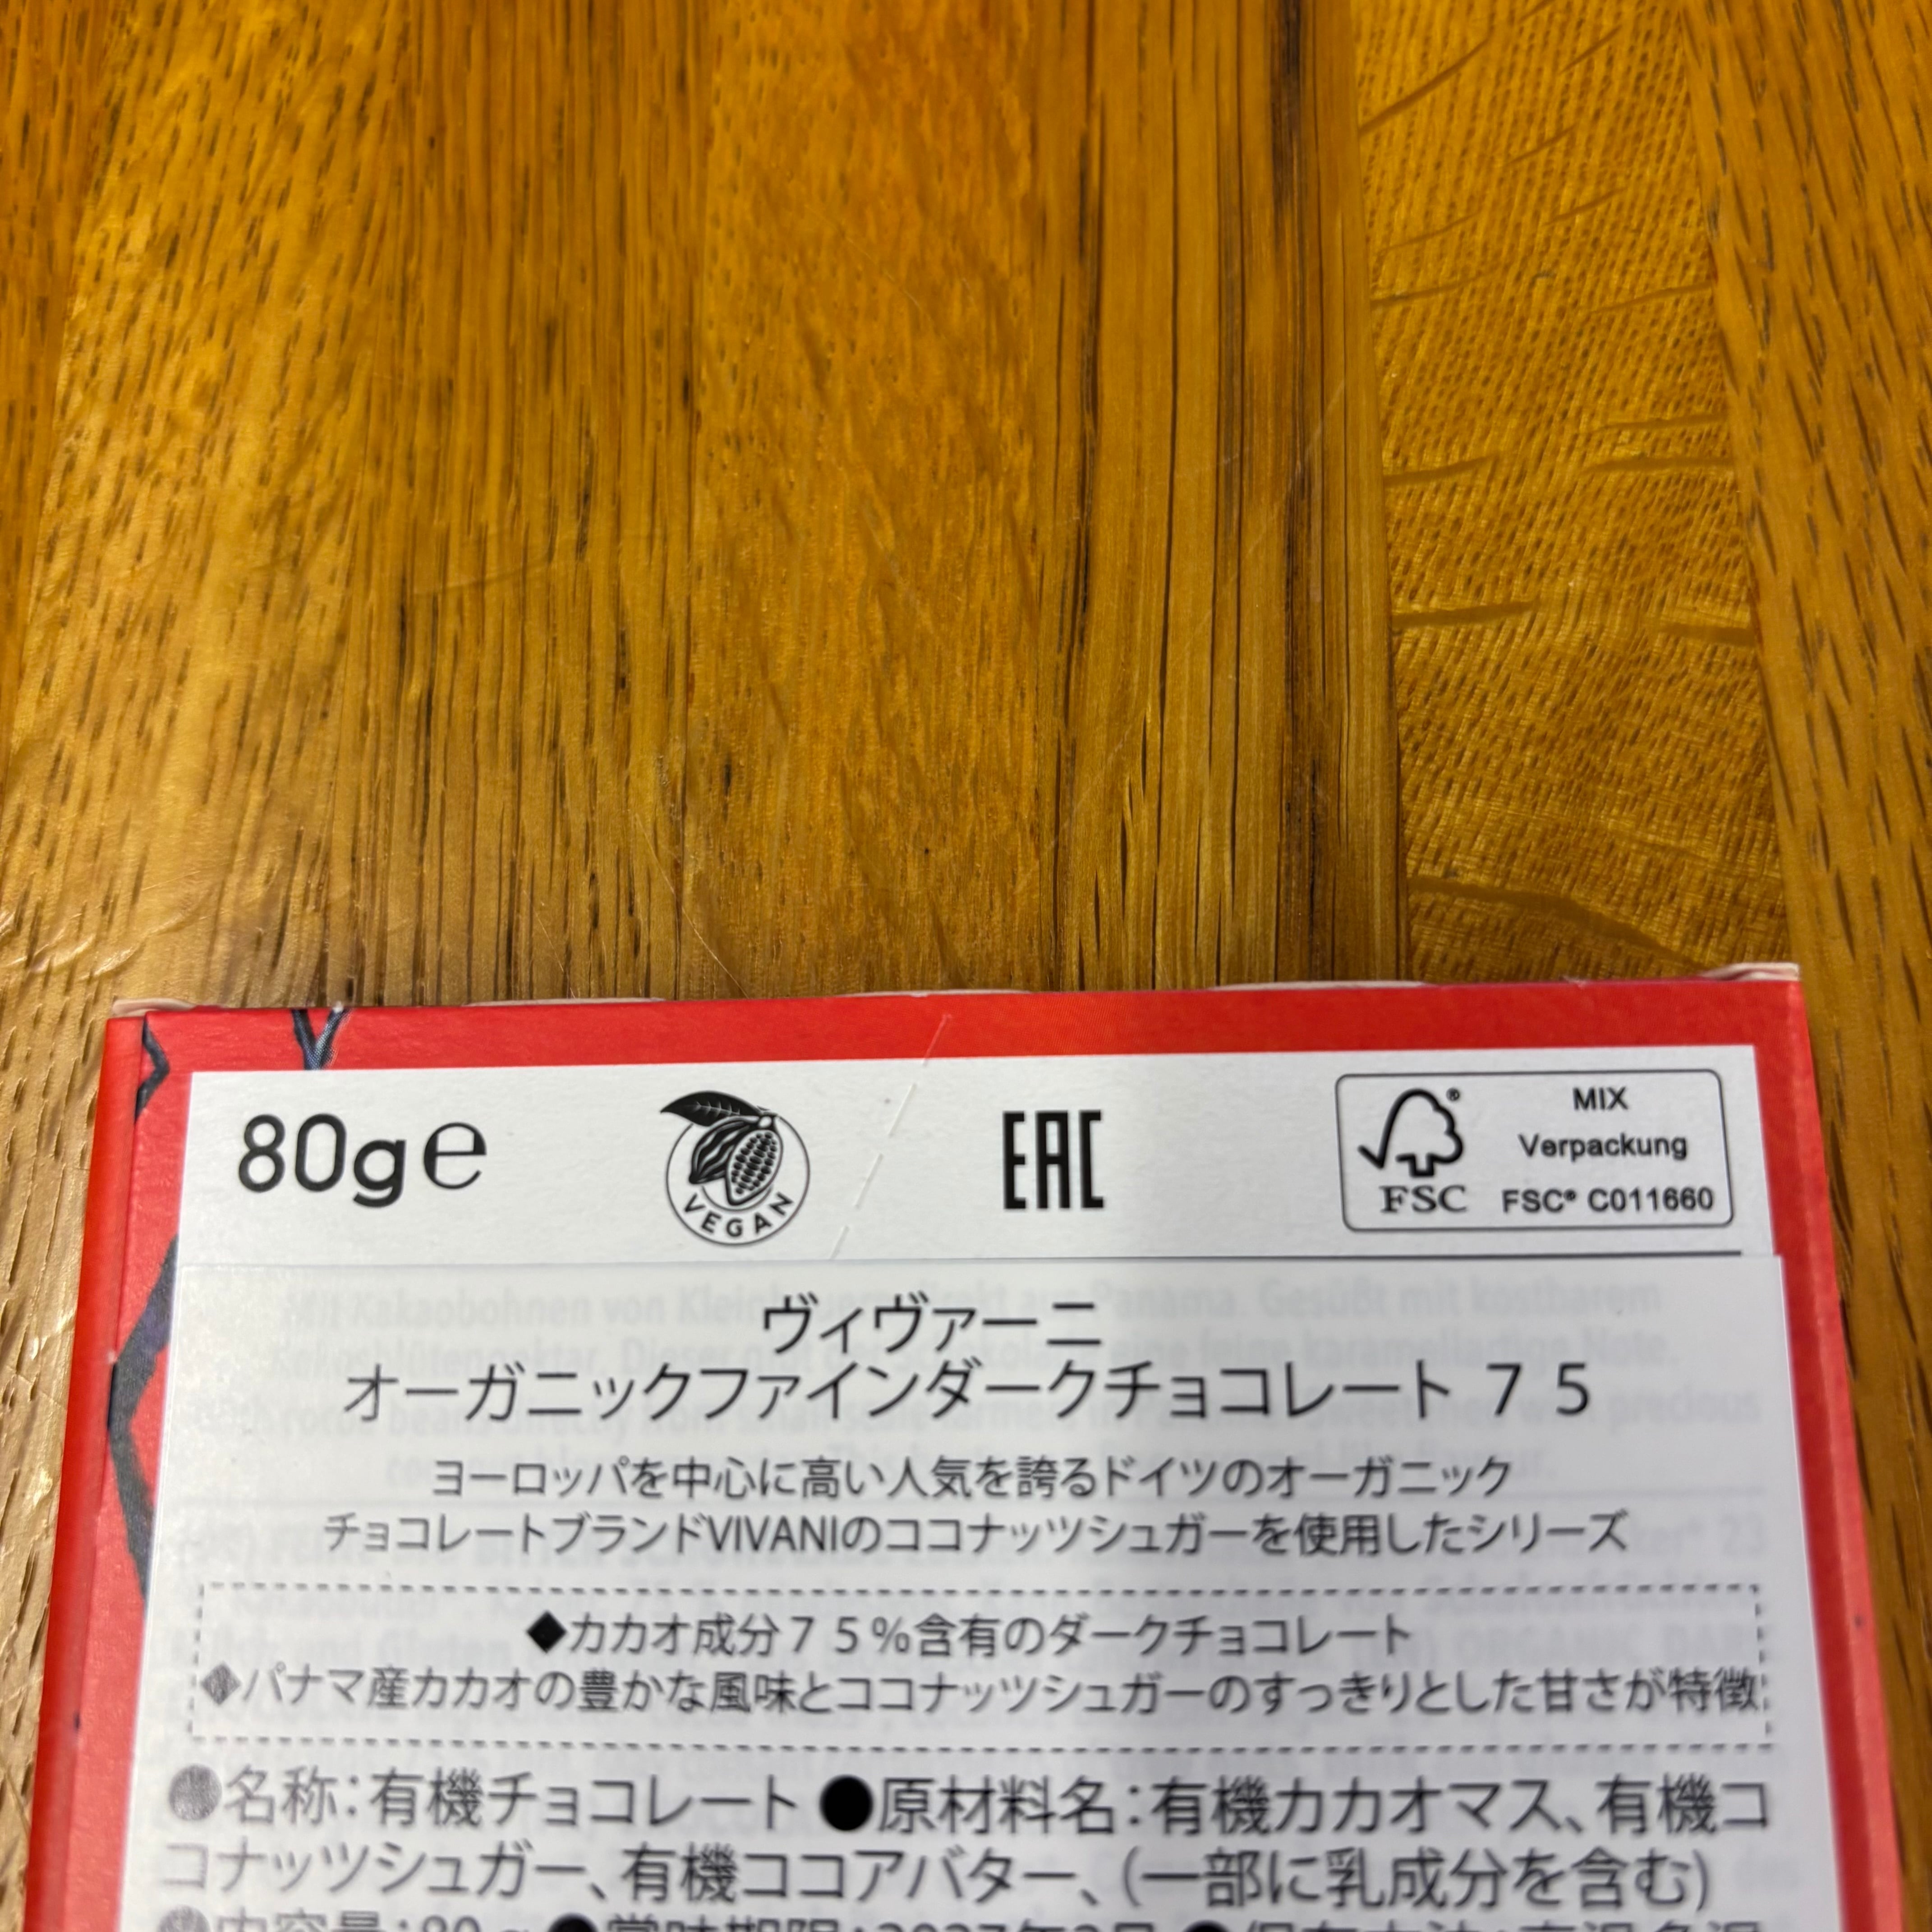 80g℮
VEGAN
EAC
MIX
Verpackung
FSC® C011660
FSC
ヴィヴァーニ
オーガニックファインダークチョコレート 75
ヨーロッパを中心に高い人気を誇るドイツのオーガニック
チョコレートブランドVIVANIのココナッツシュガーを使用したシリーズ
◆カカオ成分75%含有のダークチョコレート
◆パナマ産カカオの豊かな風味とココナッツシュガーのすっきりとした甘さが特徴
●名称:有機チョコレート ●原材料名:有機カカオマス、有機コ
コナッツシュガー、有機ココアバター、(一部に乳成分を含む)